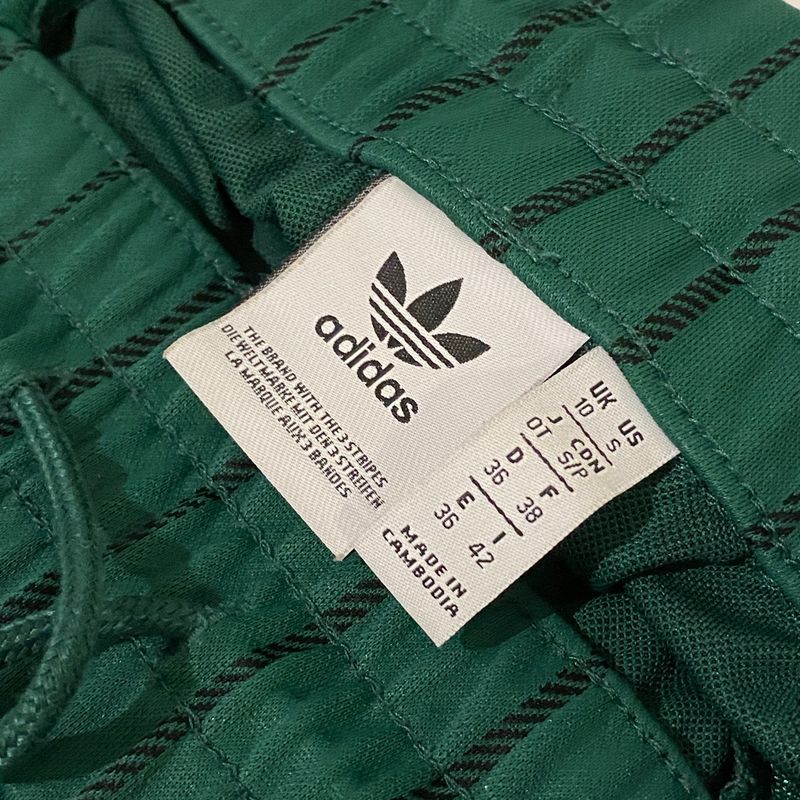 adidas
THE BRAND WITH THE 3 STRIPES
DIE WELTMARKE MIT DEN 3 STREIFEN
LA MARQUE AUX 3 BANDES
UK US
10 S
J CDN
OT S/P
D F
36 38
E I
36 42
MADE IN
CAMBODIA